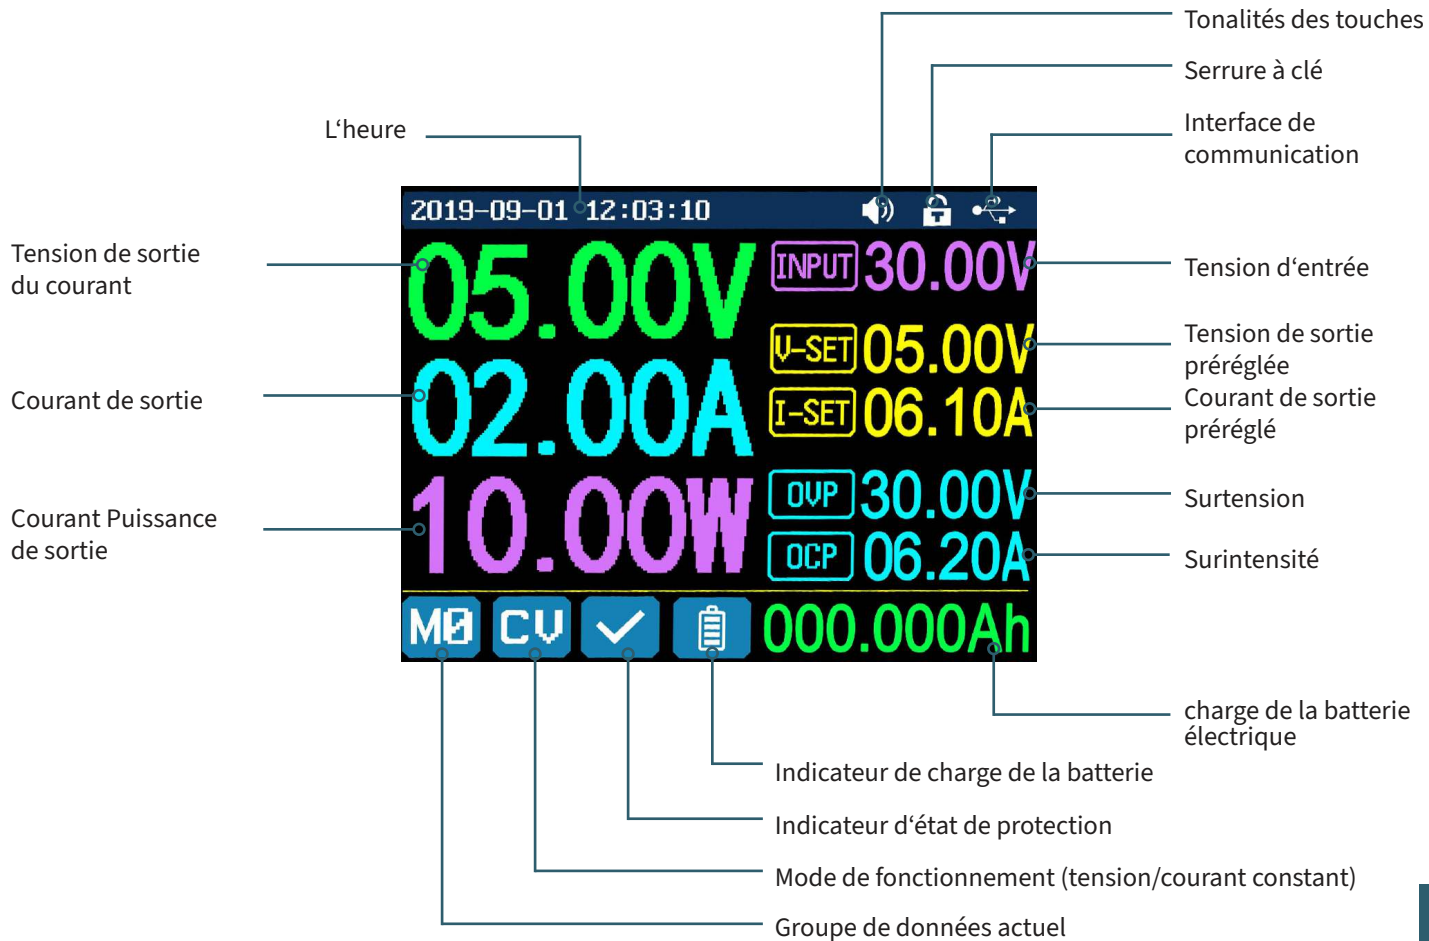 Tonalités des touches
Serrure à clé
Interface de
communication
L‘heure
2019-09-01 12:03:10
Tension de sortie
du courant
05.00V
INPUT 30.00V
Tension d‘entrée
V-SET 05.00V
Tension de sortie
préréglée
Courant de sortie
02.00A
I-SET 06.10A
Courant de sortie
préréglé
Courant Puissance
de sortie
10.00W
OVP 30.00V
Surtension
OCP 06.20A
Surintensité
M0 CV 000.000Ah
charge de la batterie
électrique
Indicateur de charge de la batterie
Indicateur d‘état de protection
Mode de fonctionnement (tension/courant constant)
Groupe de données actuel